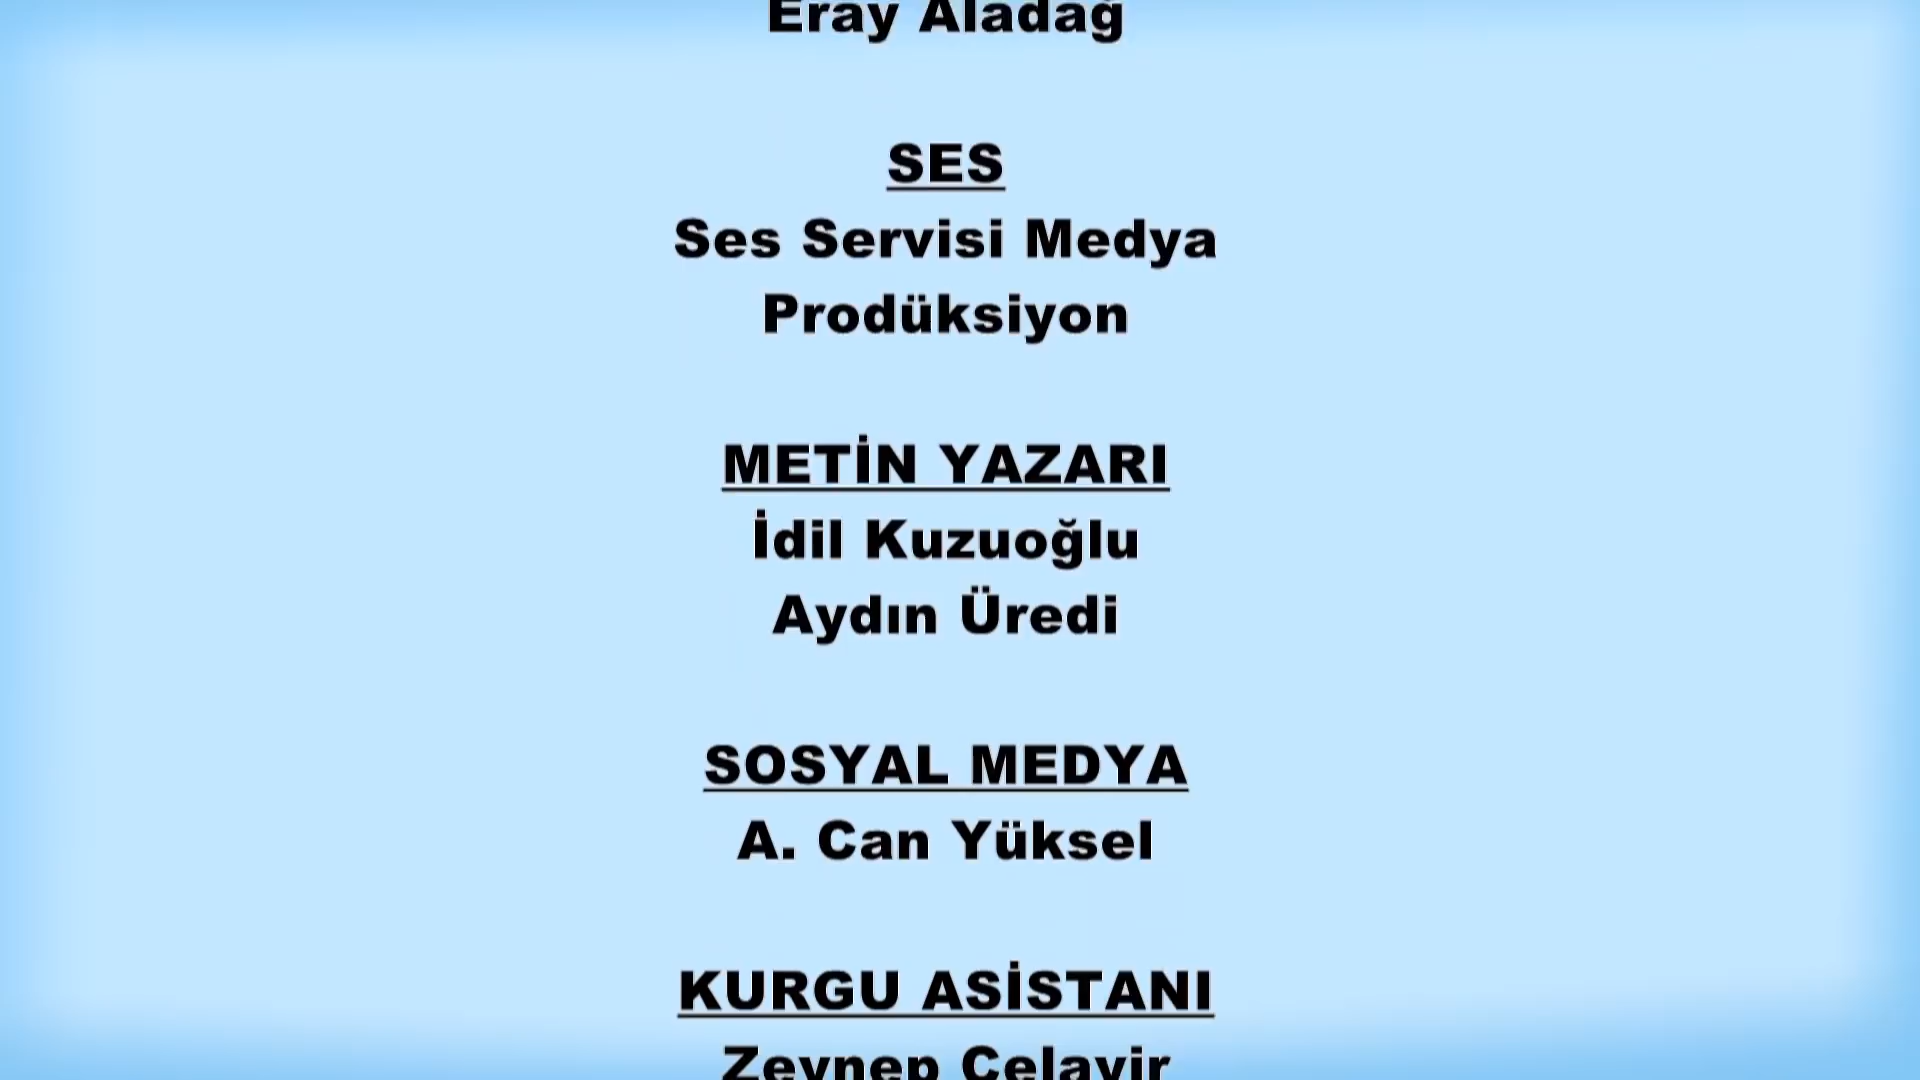 Eray Aladağ
SES
Ses Servisi Medya
Prodüksiyon
METİN YAZARI
İdil Kuzuoğlu
Aydın Üredi
SOSYAL MEDYA
A. Can Yüksel
KURGU ASİSTANI
Zeynep